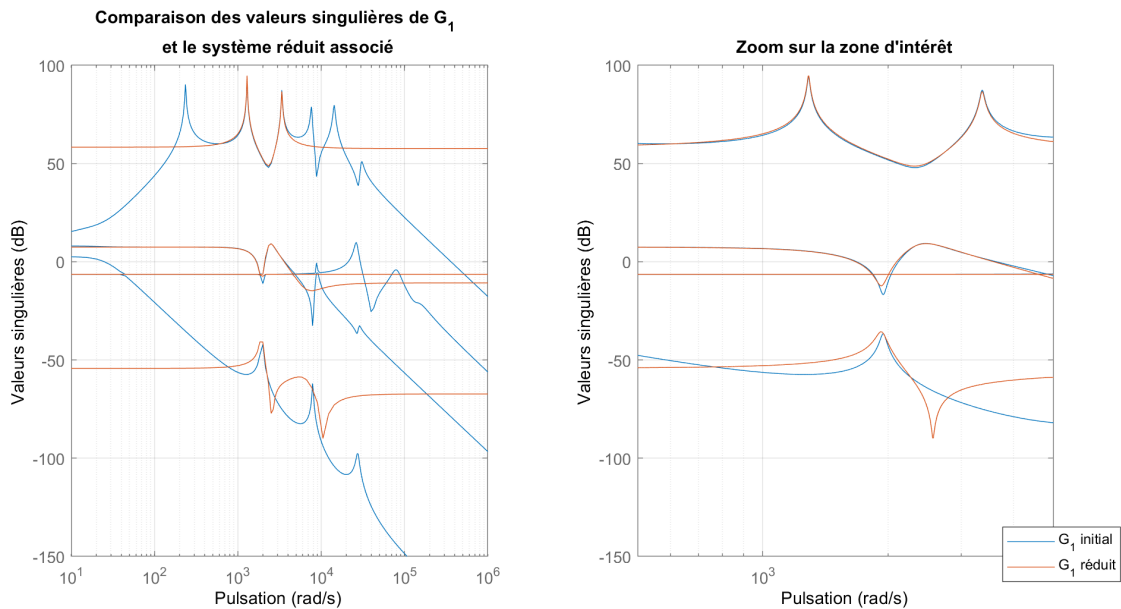 Comparaison des valeurs singulières de G1
et le système réduit associé
100
50
0
-50
-100
-150
Valeurs singulières (dB)
10^1
10^2
10^3
10^4
10^5
10^6
Pulsation (rad/s)
Zoom sur la zone d'intérêt
100
50
0
-50
-100
-150
Valeurs singulières (dB)
10^3
Pulsation (rad/s)
G1 initial
G1 réduit